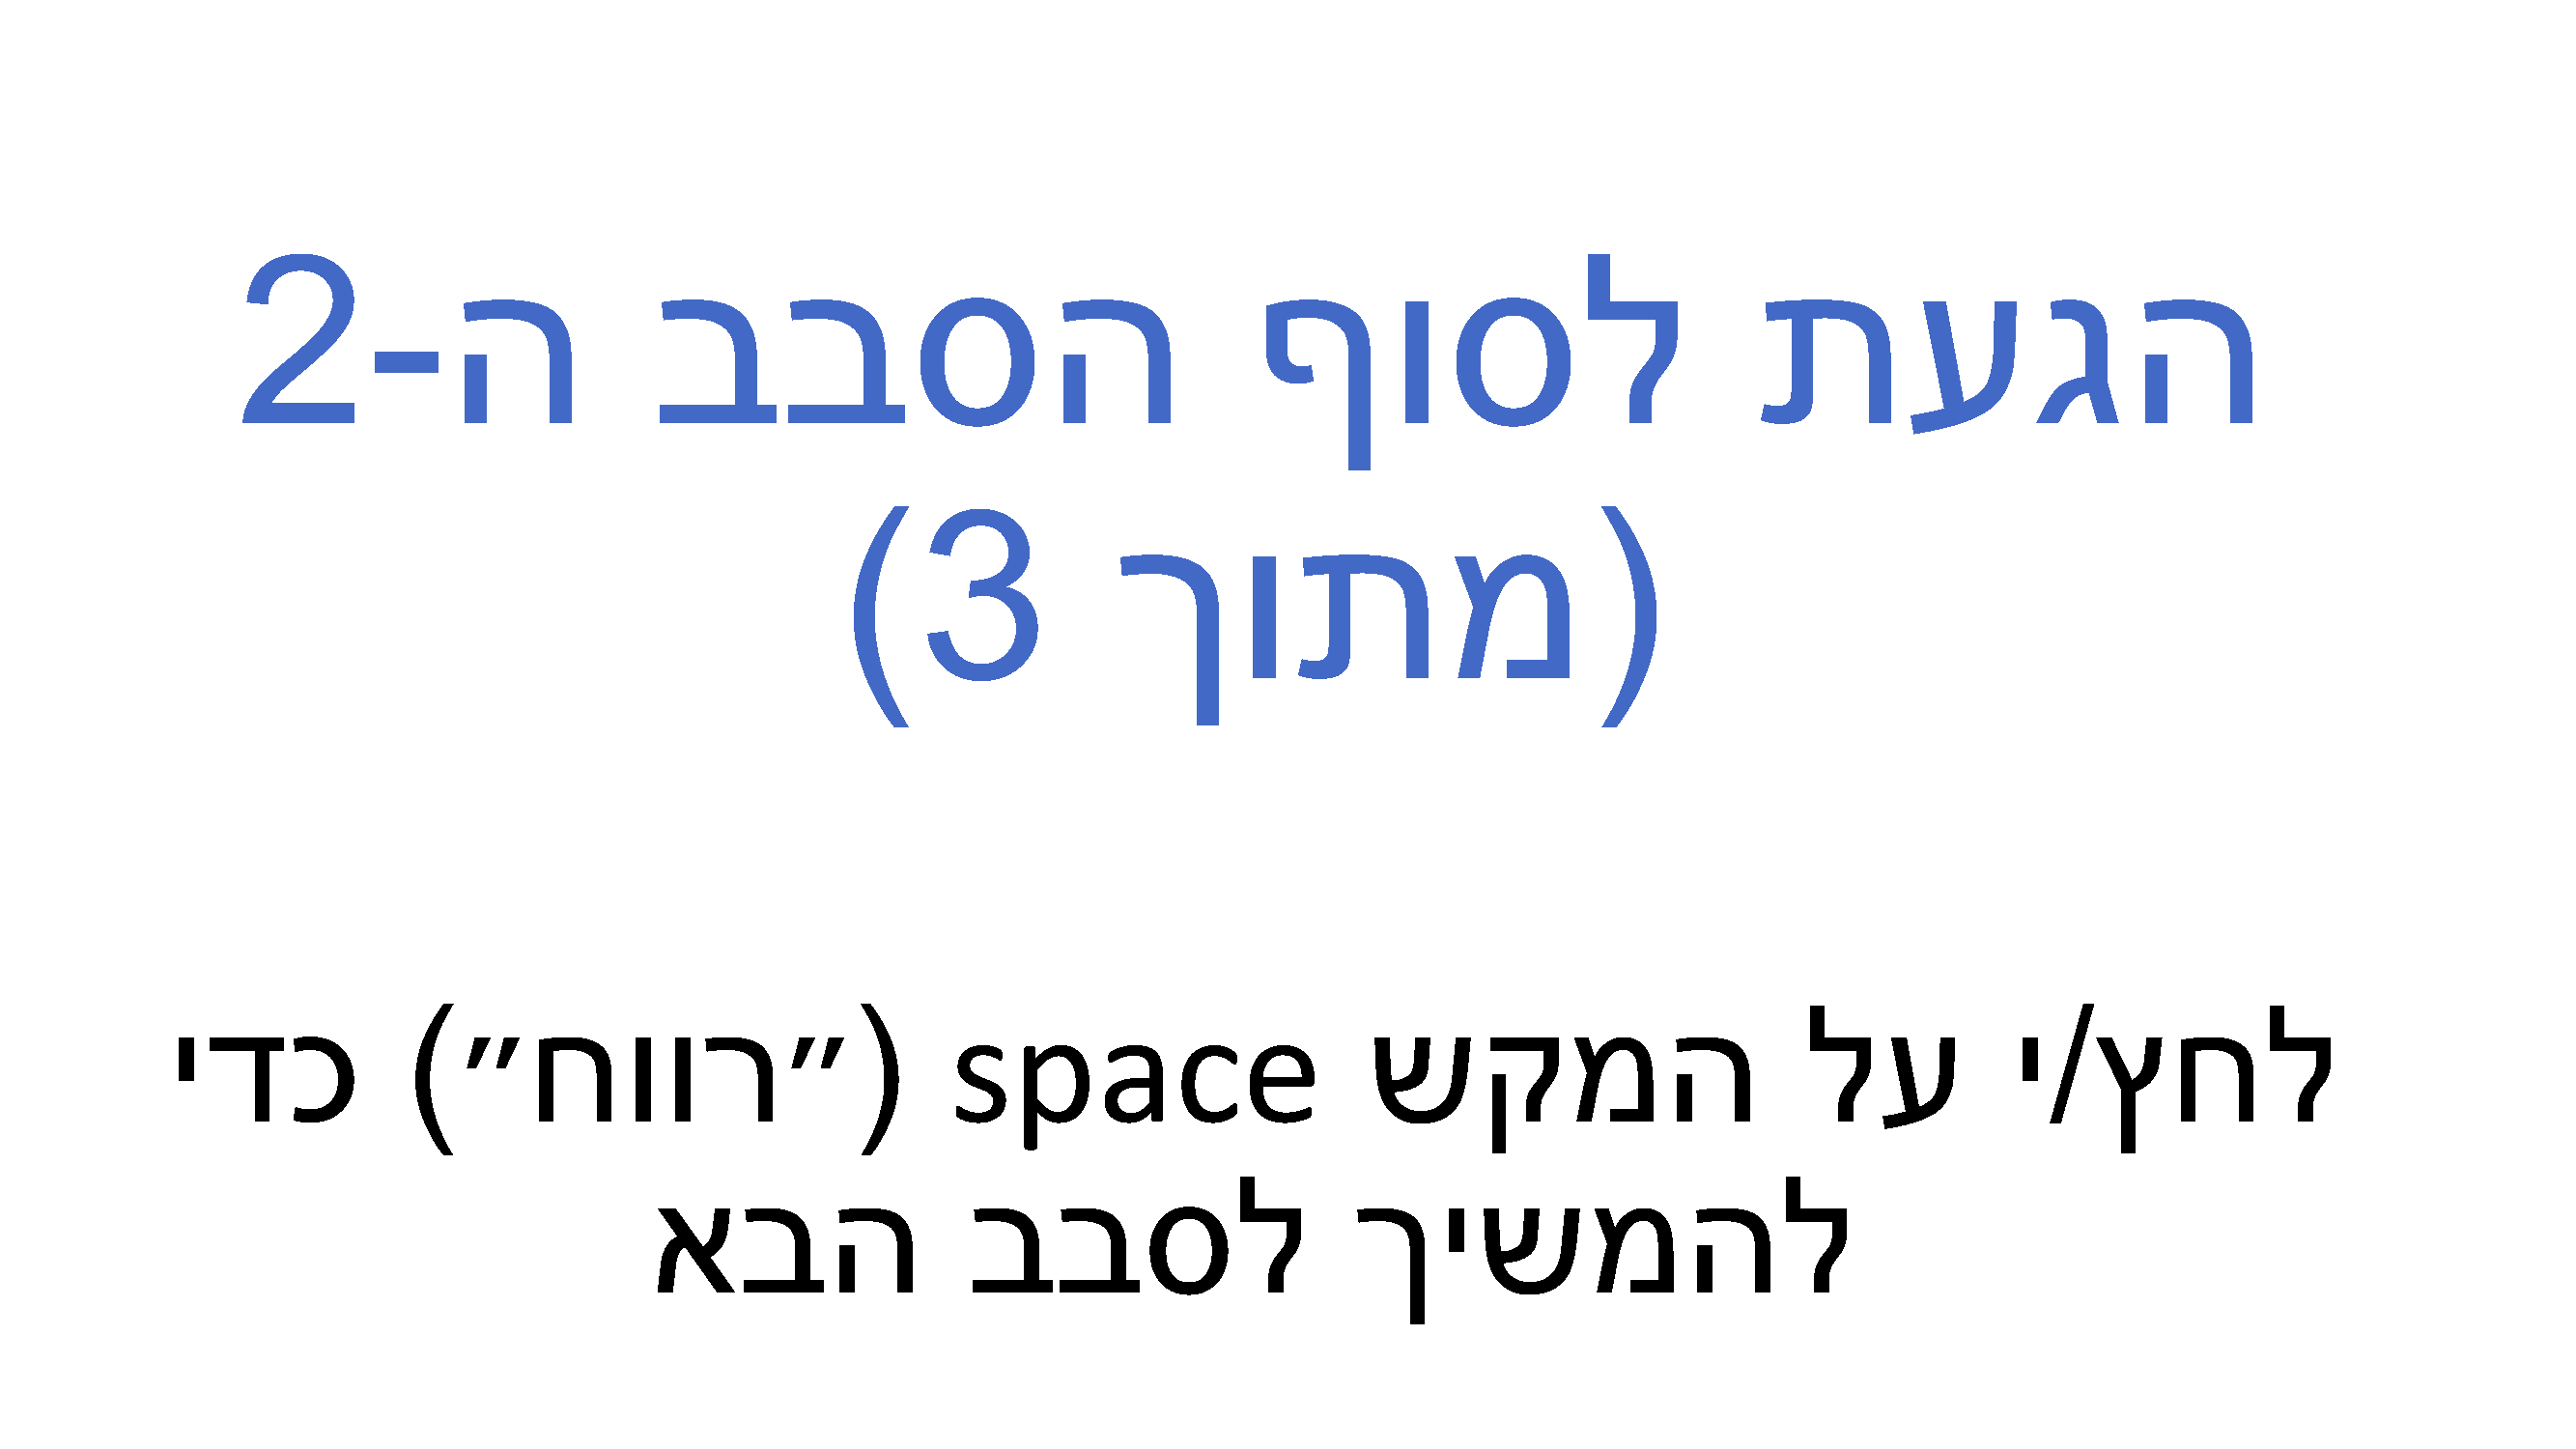 הגעת לסוף הסבב ה-2
(מתוך 3)
לחץ/י על המקש space (״רווח״) כדי
להמשיך לסבב הבא